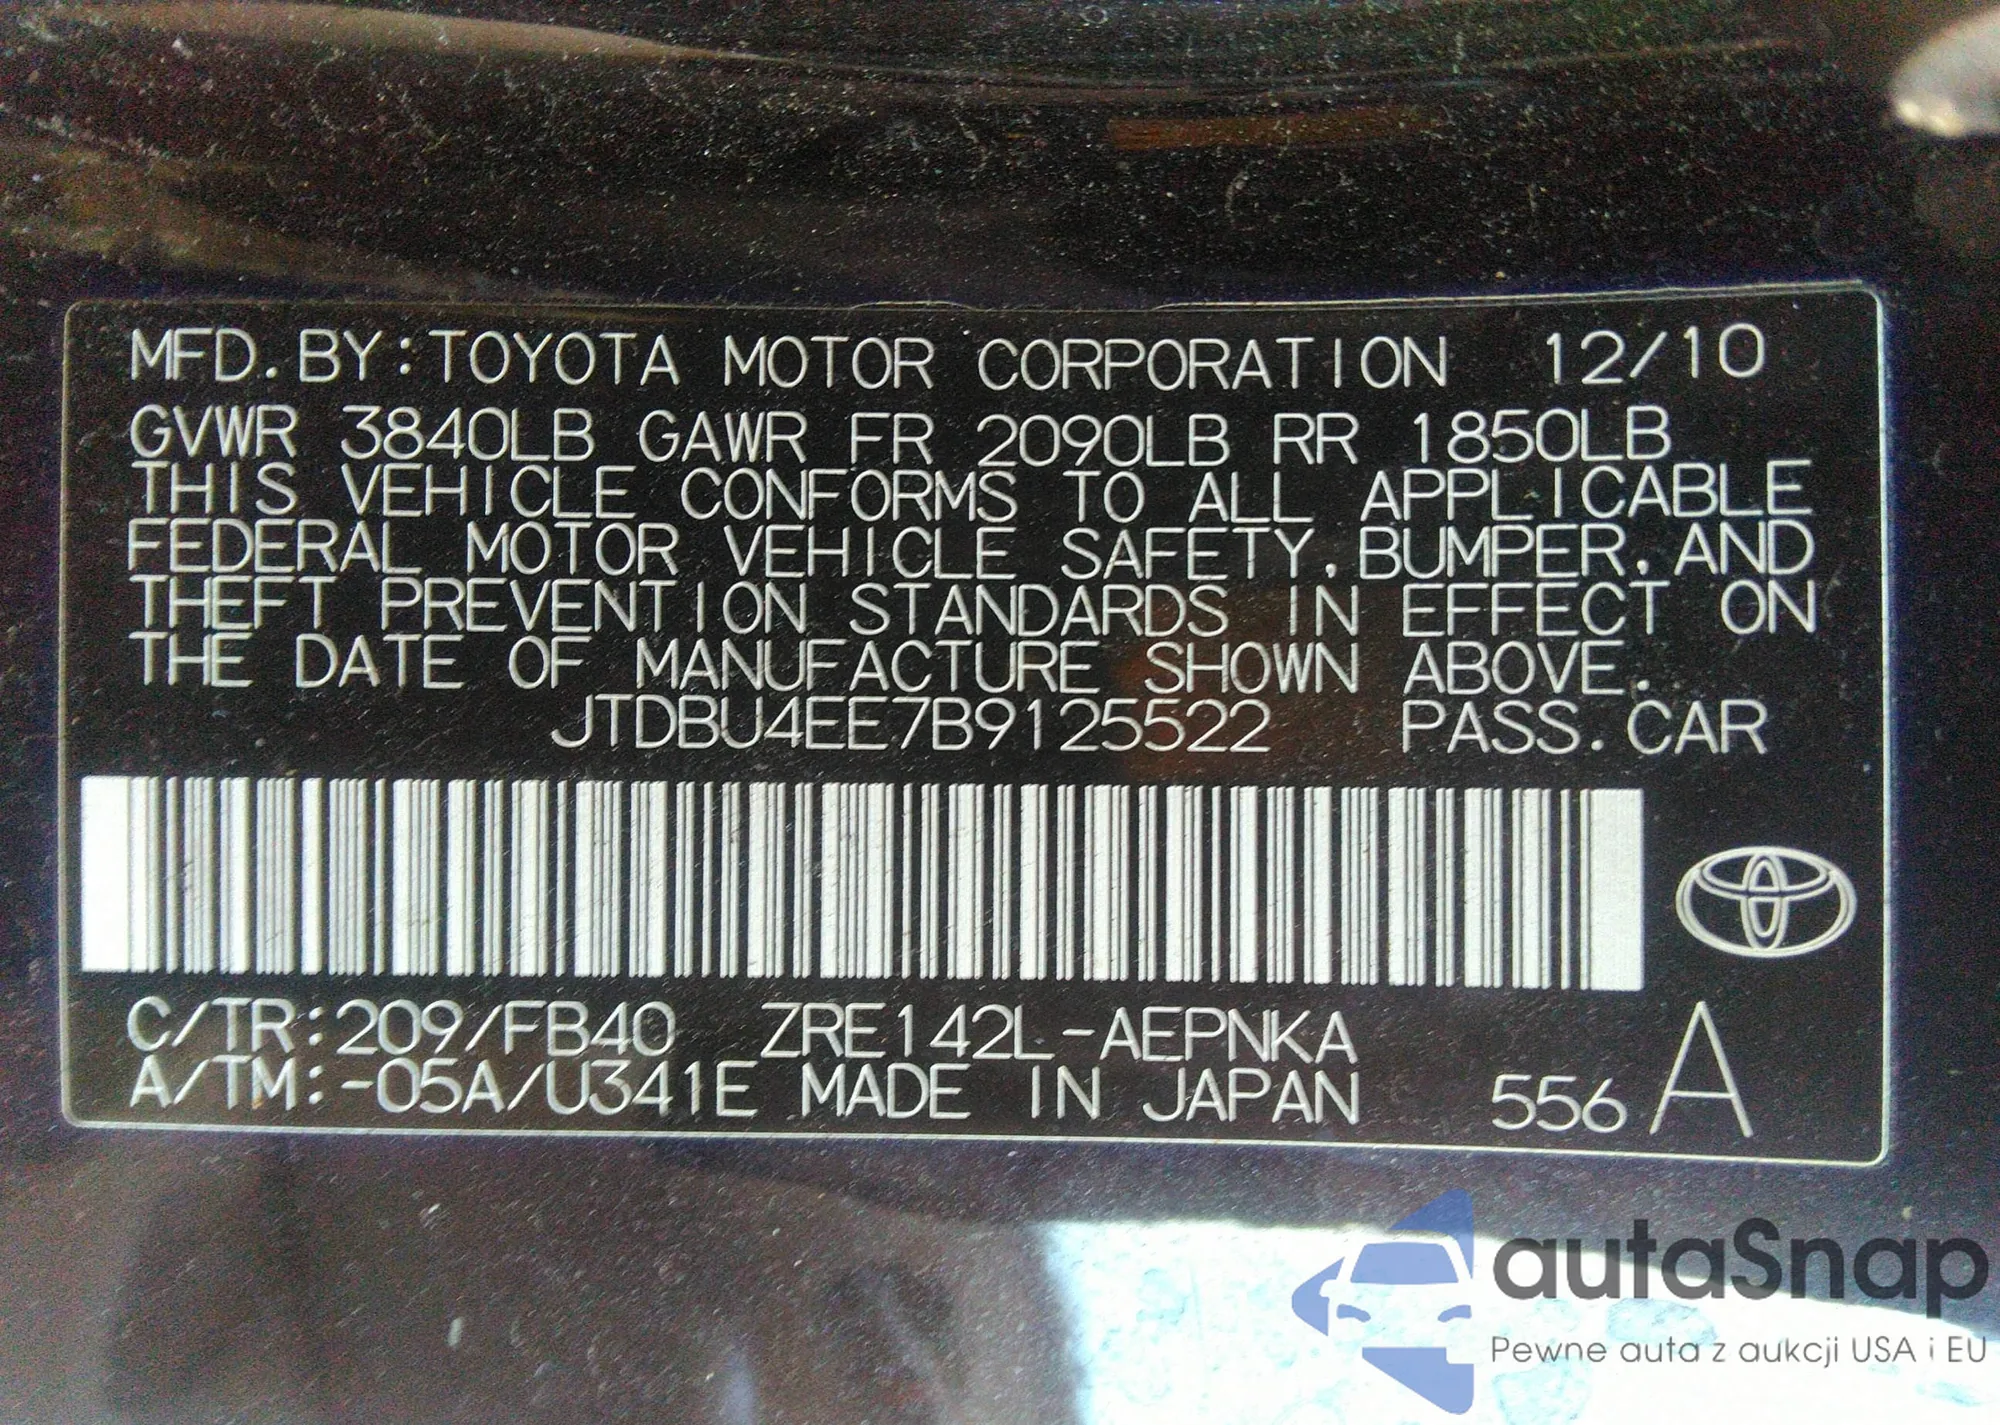 MFD. BY: TOYOTA MOTOR CORPORATION 12/10
GVWR 3840LB GAWR FR 2090LB RR 1850LB
THIS VEHICLE CONFORMS TO ALL APPLICABLE
FEDERAL MOTOR VEHICLE SAFETY, BUMPER, AND
THEFT PREVENTION STANDARDS IN EFFECT ON
THE DATE OF MANUFACTURE SHOWN ABOVE.
JTDBU4EE7B9125522 PASS. CAR
C/TR: 209/FB40 ZRE142L-AEPNKA
A/TM: -05A/U341E MADE IN JAPAN 556 A
autaSnap
Pewne auta z aukcji USA i EU